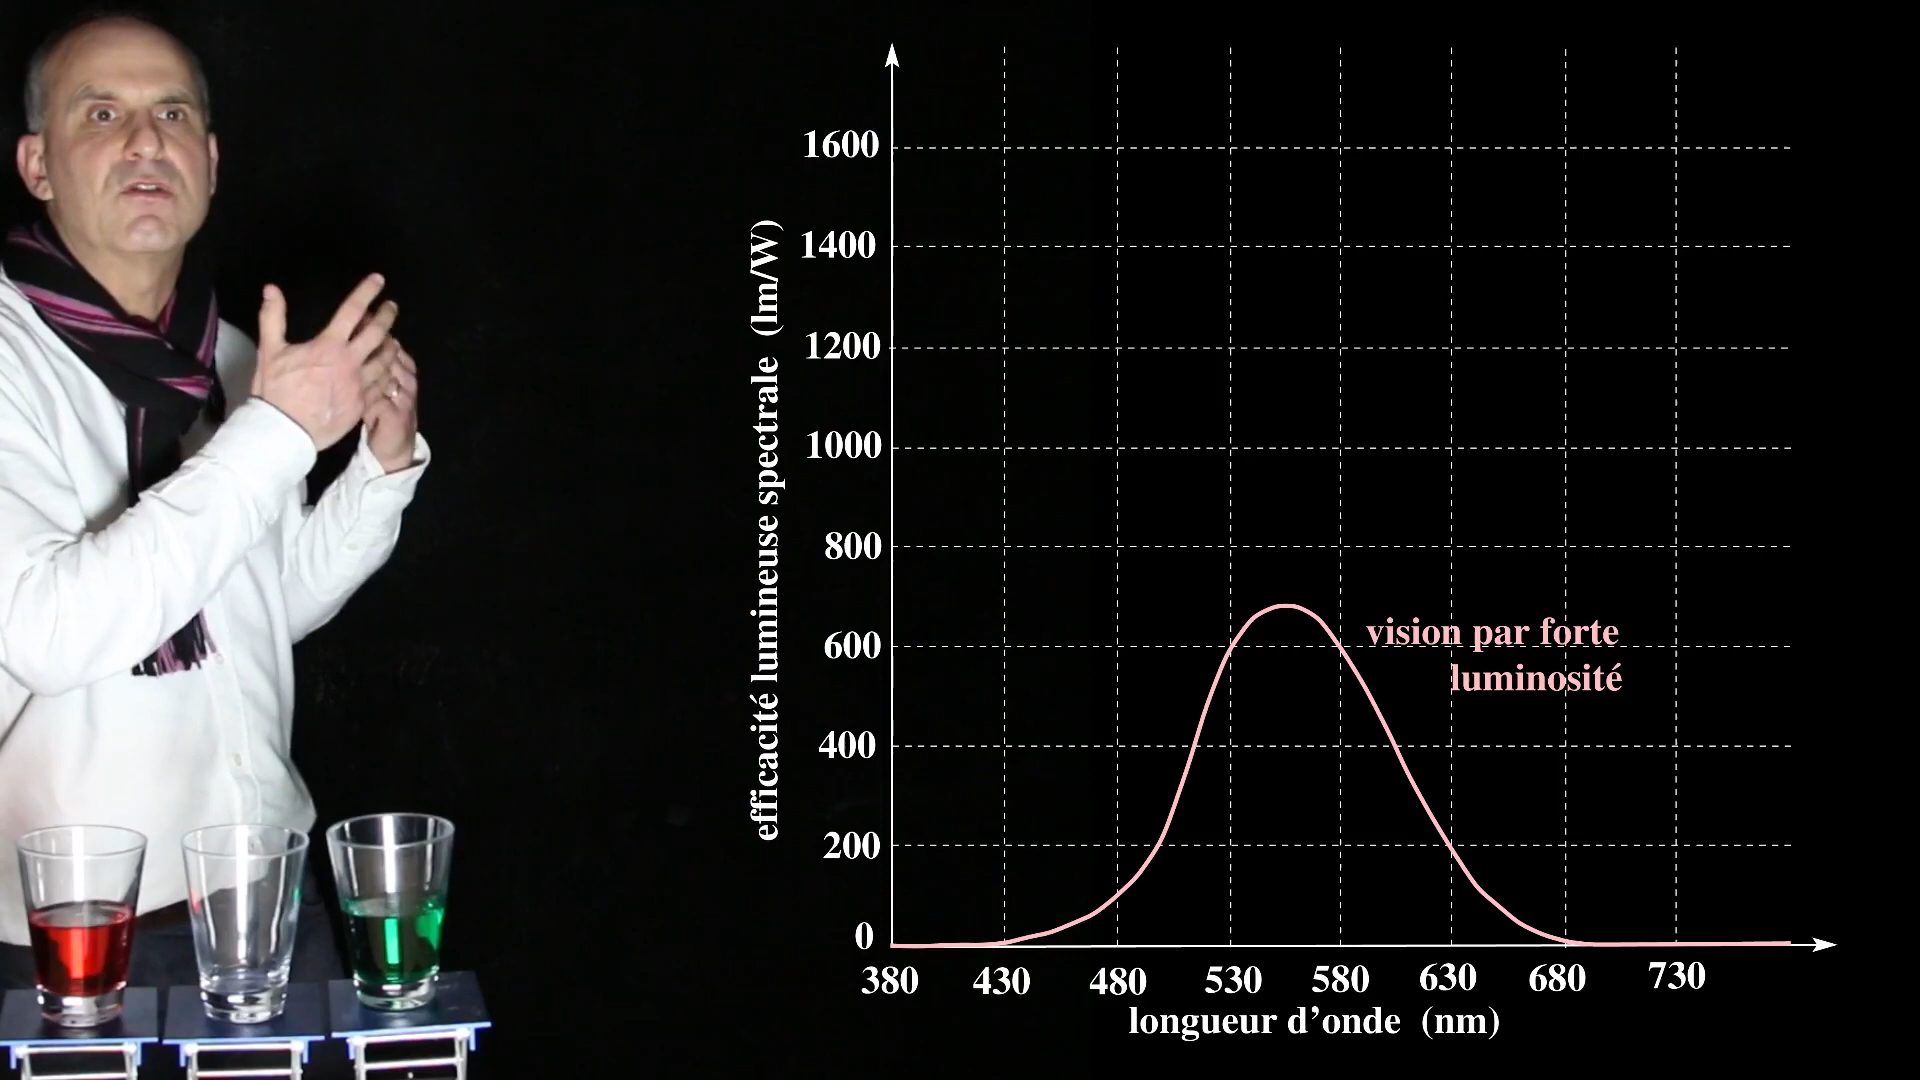 efficacité lumineuse spectrale (lm/W)
1600
1400
1200
1000
800
600
400
200
0
vision par forte
luminosité
380 430 480 530 580 630 680 730
longueur d’onde (nm)